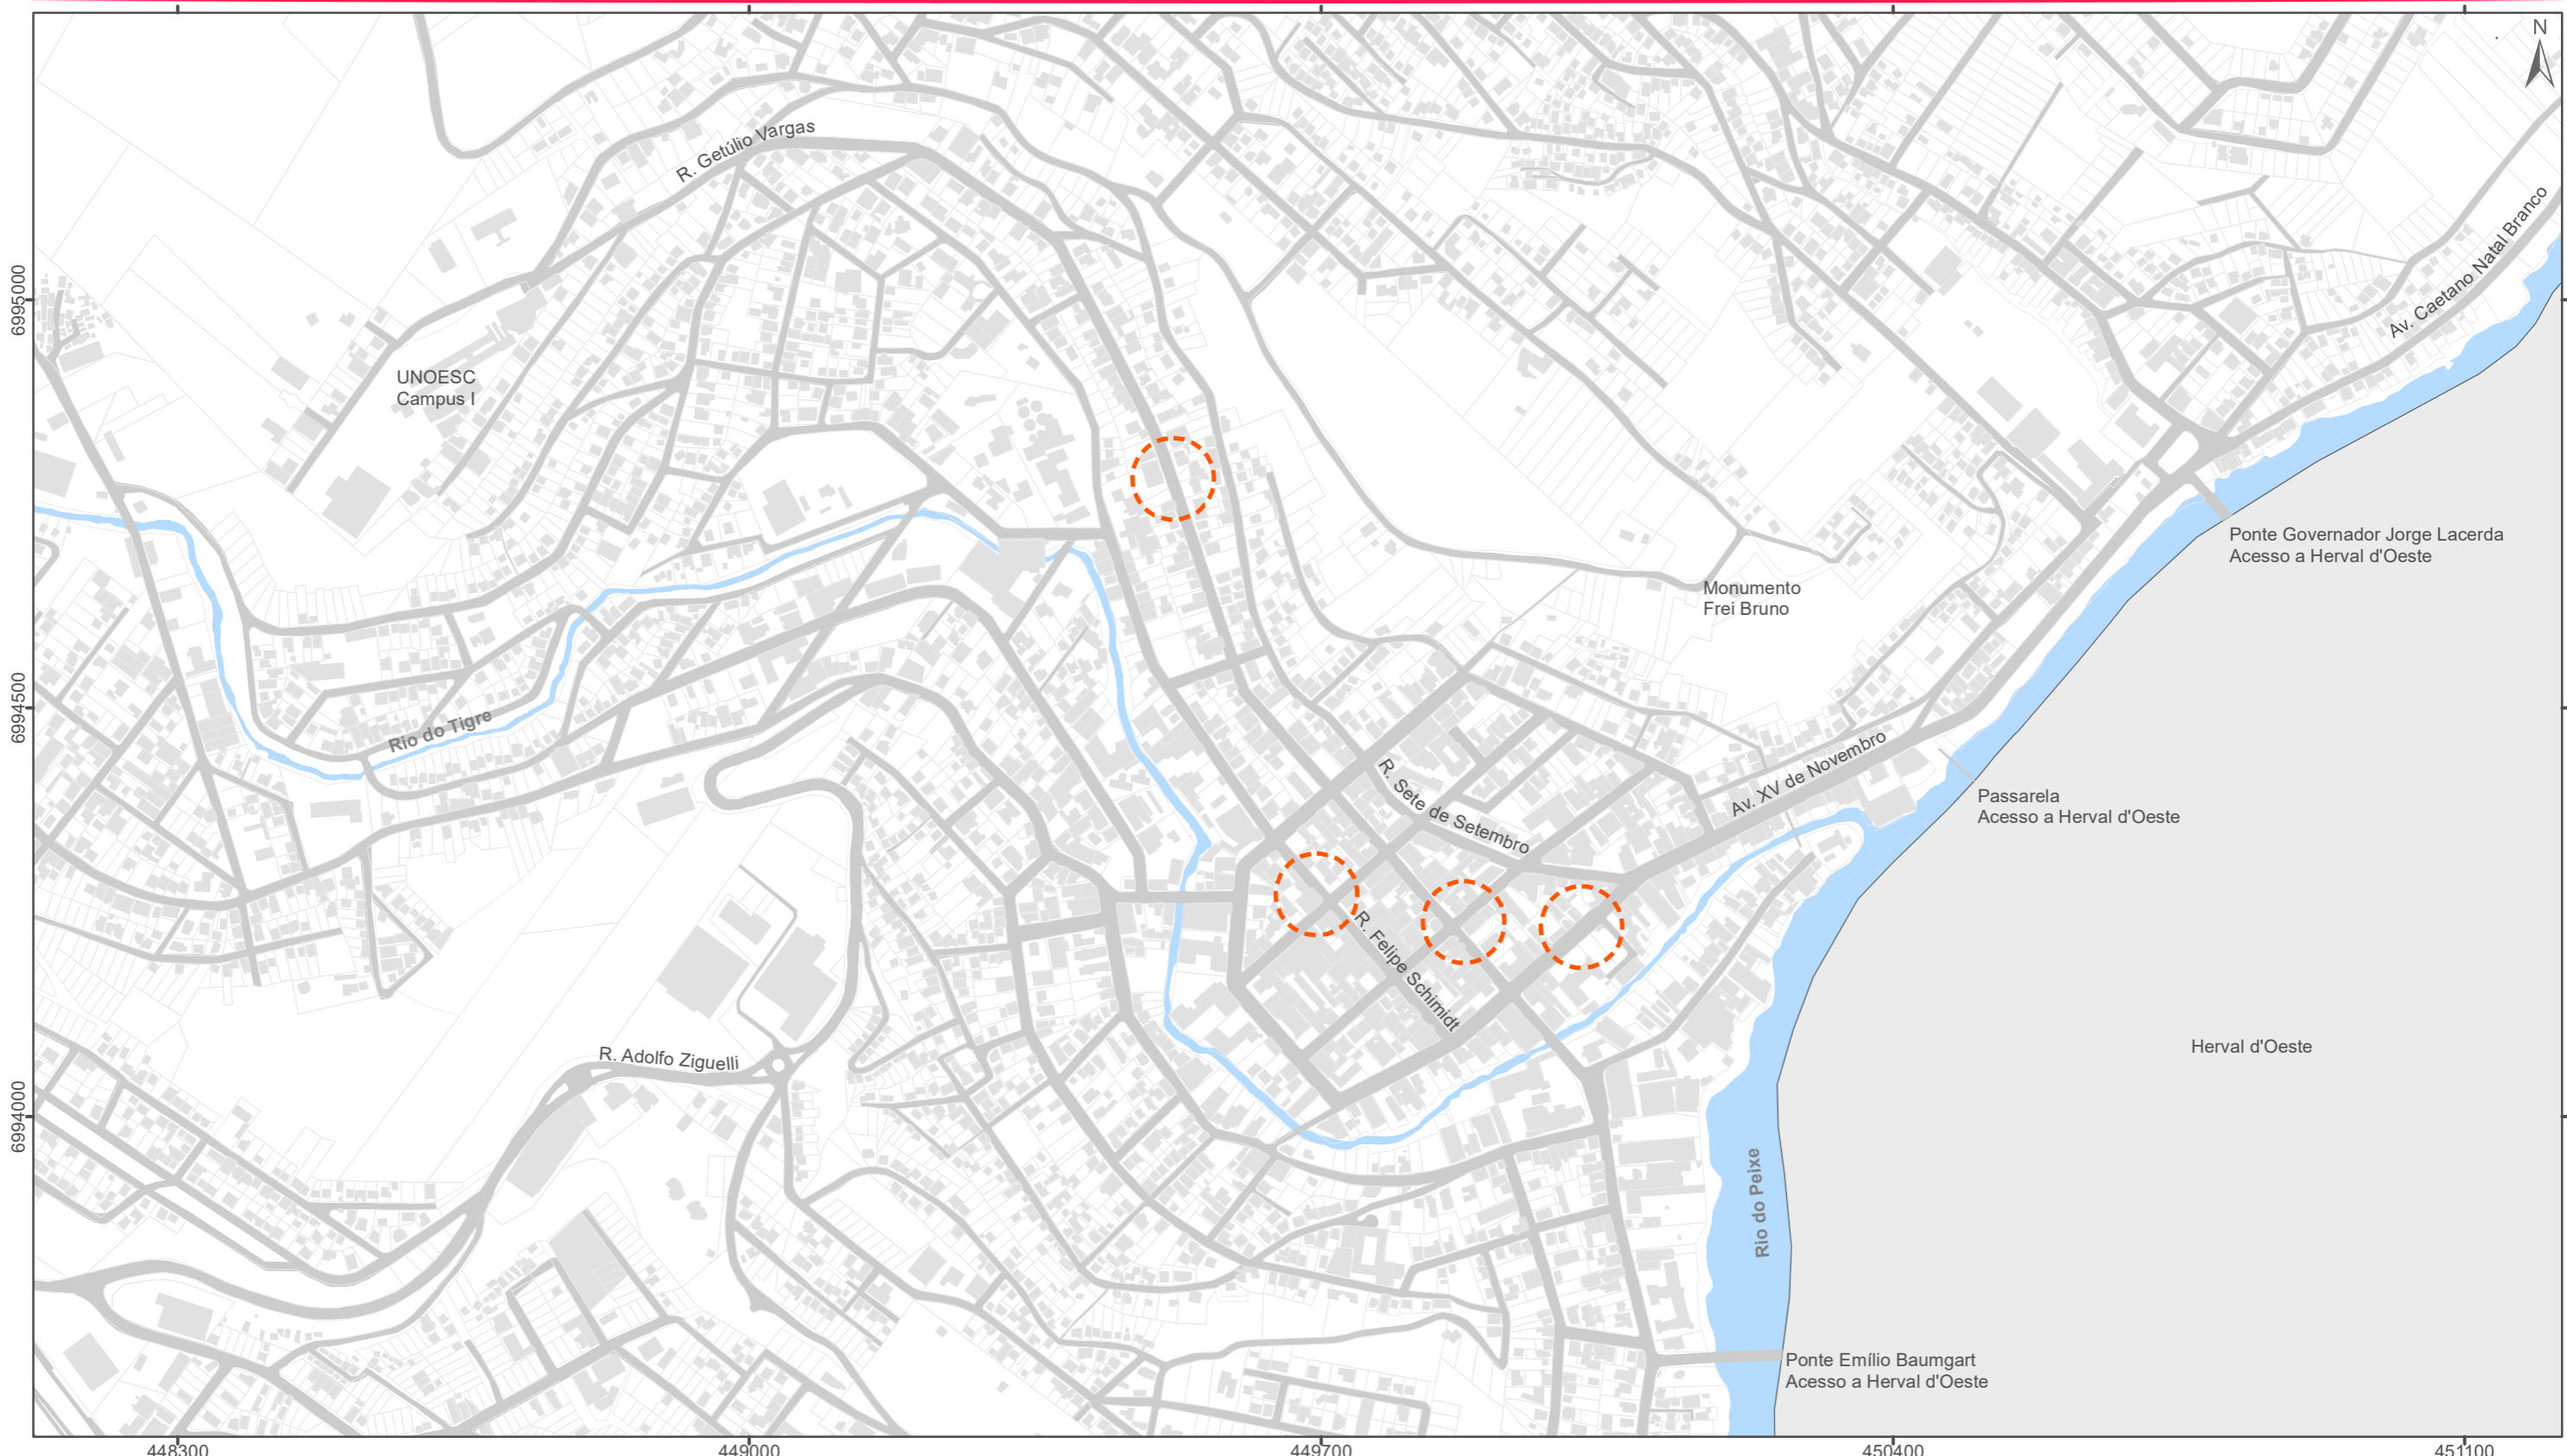 N
R. Getúlio Vargas
Av. Caetano Natal Branco
6995000
UNOESC
Campus I
Ponte Governador Jorge Lacerda
Acesso a Herval d'Oeste
Monumento
Frei Bruno
6994500
Rio do Tigre
R. Sete de Setembro
Av. XV de Novembro
Passarela
Acesso a Herval d'Oeste
R. Felipe Schimidt
R. Adolfo Ziguelli
Herval d'Oeste
6994000
Rio do Peixe
Ponte Emílio Baumgart
Acesso a Herval d'Oeste
448300
449000
449700
450400
451100